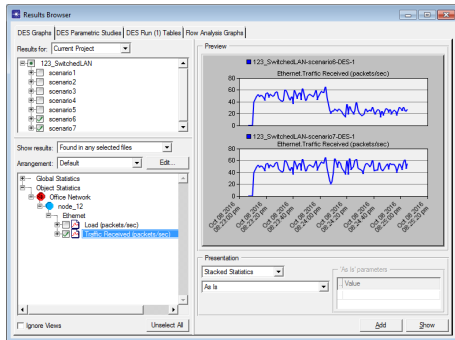 Results Browser
DES Graphs DES Parametric Studies DES Run (1) Tables Flow Analysis Graphs
Results for: Current Project
123_SwitchedLAN
scenario1
scenario2
scenario3
scenario4
scenario5
scenario6
scenario7
Show results: Found in any selected files
Arrangement: Default Edit...
Global Statistics
Object Statistics
Office Network
node_12
Ethernet
Load (packets/sec)
Traffic Received (packets/sec)
Ignore Views Unselect All
Preview
123_SwitchedLAN-scenario6-DES-1
Ethernet.Traffic Received (packets/sec)
80
60
40
20
0
123_SwitchedLAN-scenario7-DES-1
Ethernet.Traffic Received (packets/sec)
80
60
40
20
0
Presentation
Stacked Statistics
As Is
'As Is' parameters
Value
Add Show